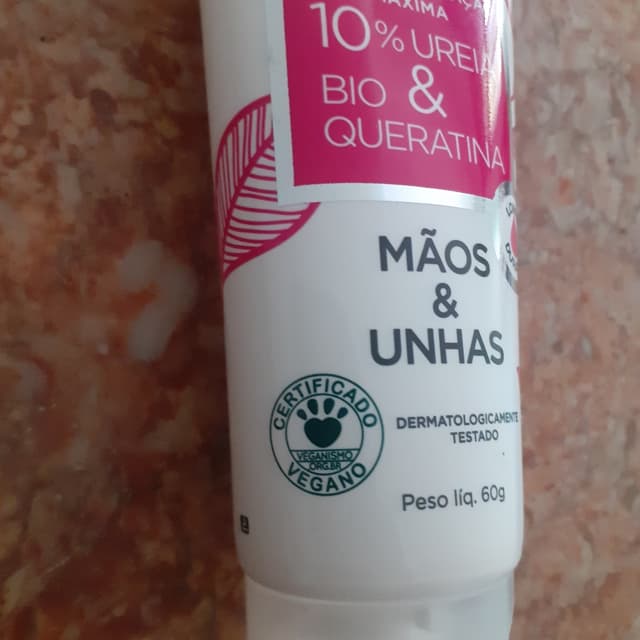 MÁXIMA
10% UREIA
BIO &
QUERATINA
MÃOS
&
UNHAS
CERTIFICADO
VEGANISMO
ORG.BR
VEGANO
DERMATOLOGICAMENTE
TESTADO
Peso líq. 60g